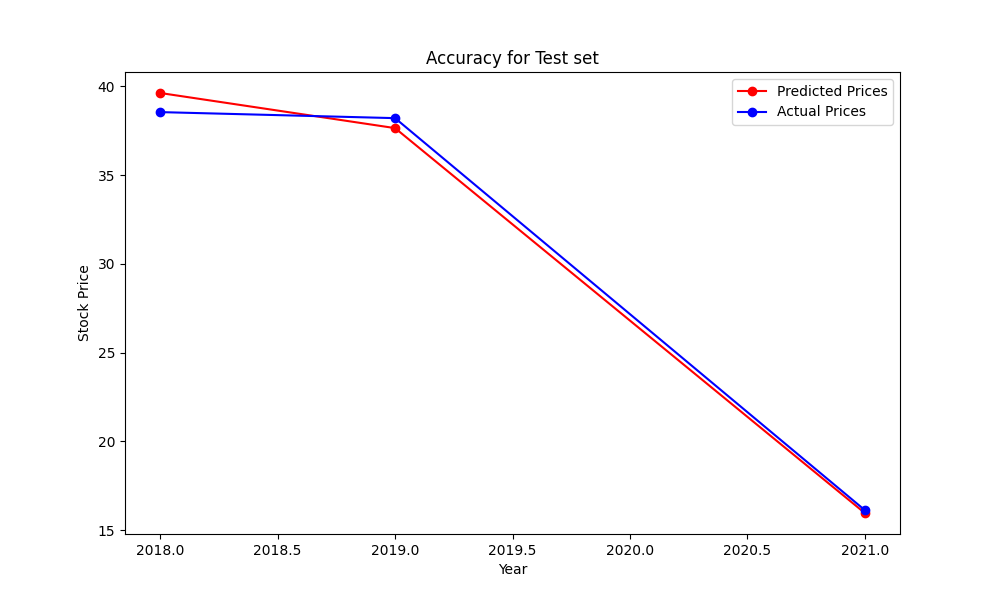 Accuracy for Test set
Predicted Prices
Actual Prices
40
35
30
25
20
15
Stock Price
2018.0 2018.5 2019.0 2019.5 2020.0 2020.5 2021.0
Year